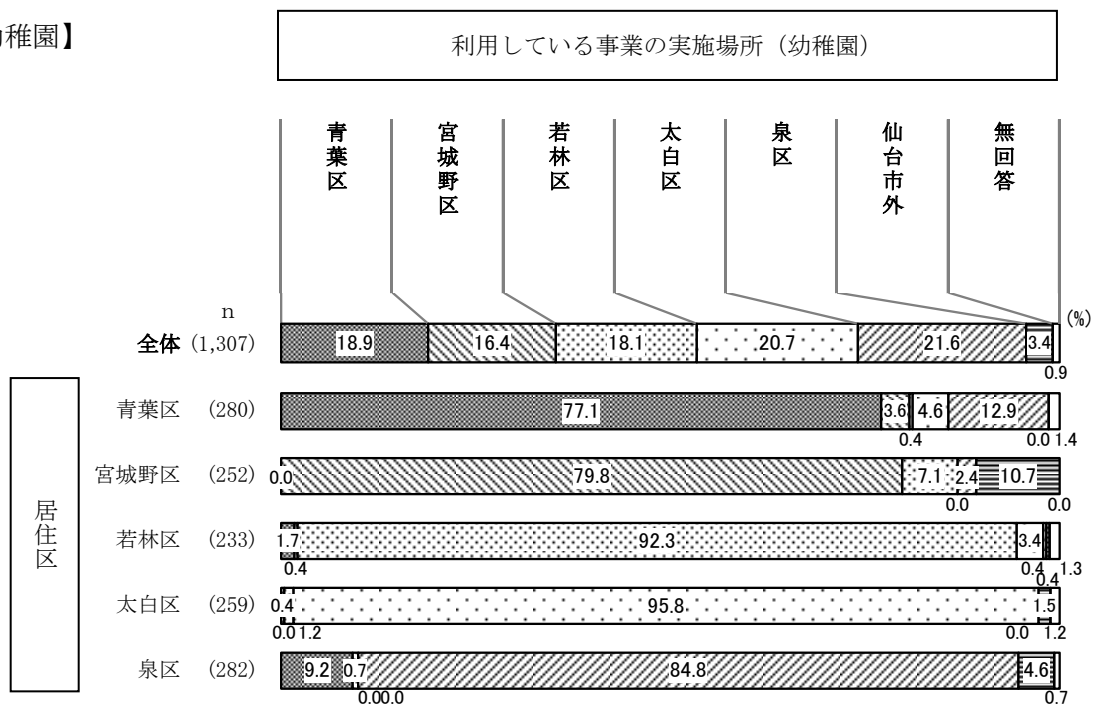 幼稚園】
利用している事業の実施場所（幼稚園）
青葉区
宮城野区
若林区
太白区
泉区
仙台市外
無回答
n
(%)
全体 (1,307) 18.9 16.4 18.1 20.7 21.6 3.4
0.9
居住区
青葉区 (280) 77.1 3.6 4.6 12.9
0.4 0.0 1.4
宮城野区 (252) 0.0 79.8 7.1 2.4 10.7
0.0 0.0
若林区 (233) 1.7 92.3 3.4
0.4 0.4 0.4 1.3
太白区 (259) 0.4 95.8 1.5
0.0 1.2 0.0 1.2
泉区 (282) 9.2 0.7 84.8 4.6
0.0 0.0 0.7